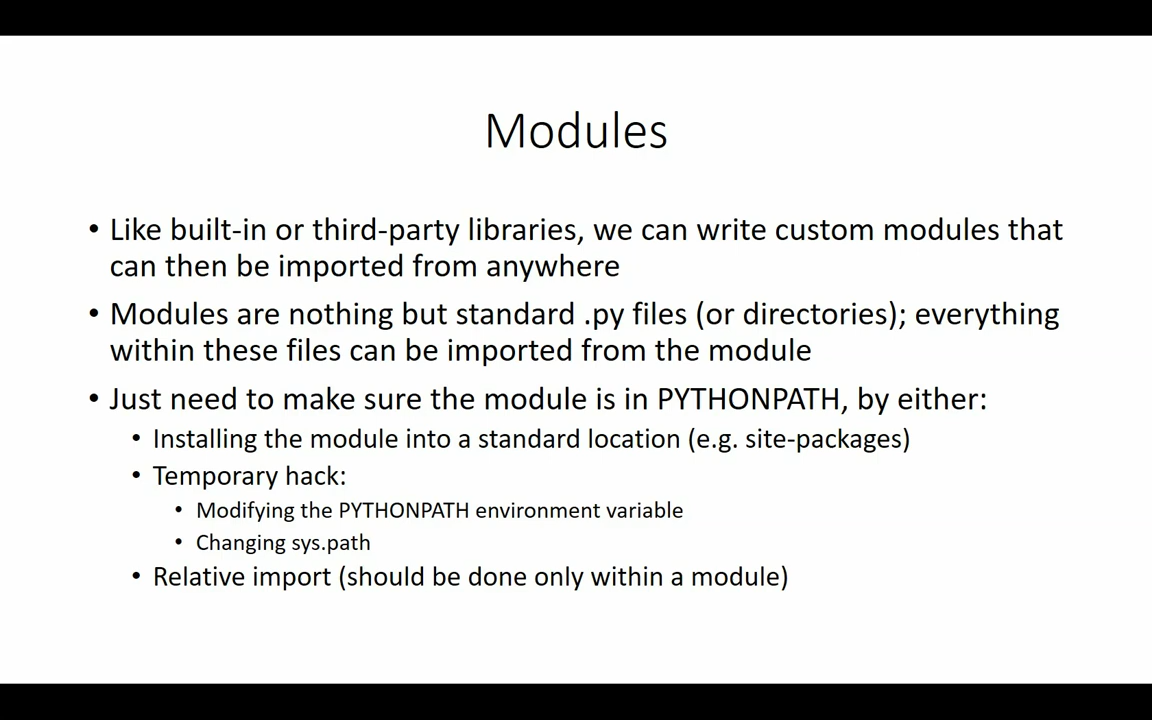 Modules
• Like built-in or third-party libraries, we can write custom modules that
can then be imported from anywhere
• Modules are nothing but standard .py files (or directories); everything
within these files can be imported from the module
• Just need to make sure the module is in PYTHONPATH, by either:
• Installing the module into a standard location (e.g. site-packages)
• Temporary hack:
• Modifying the PYTHONPATH environment variable
• Changing sys.path
• Relative import (should be done only within a module)